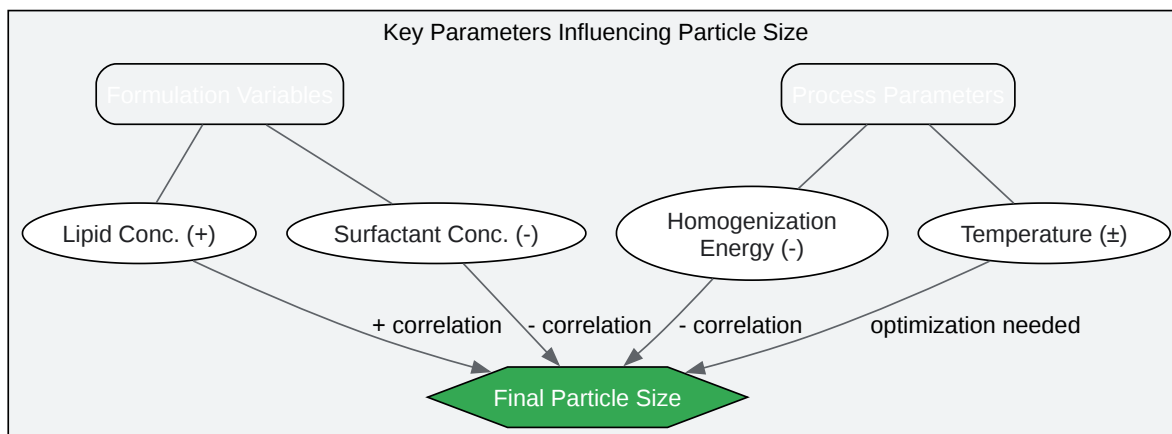 Key Parameters Influencing Particle Size
Formulation Variables
Process Parameters
Lipid Conc. (+)
Surfactant Conc. (-)
Homogenization
Energy (-)
Temperature (±)
+ correlation
- correlation
- correlation
optimization needed
Final Particle Size